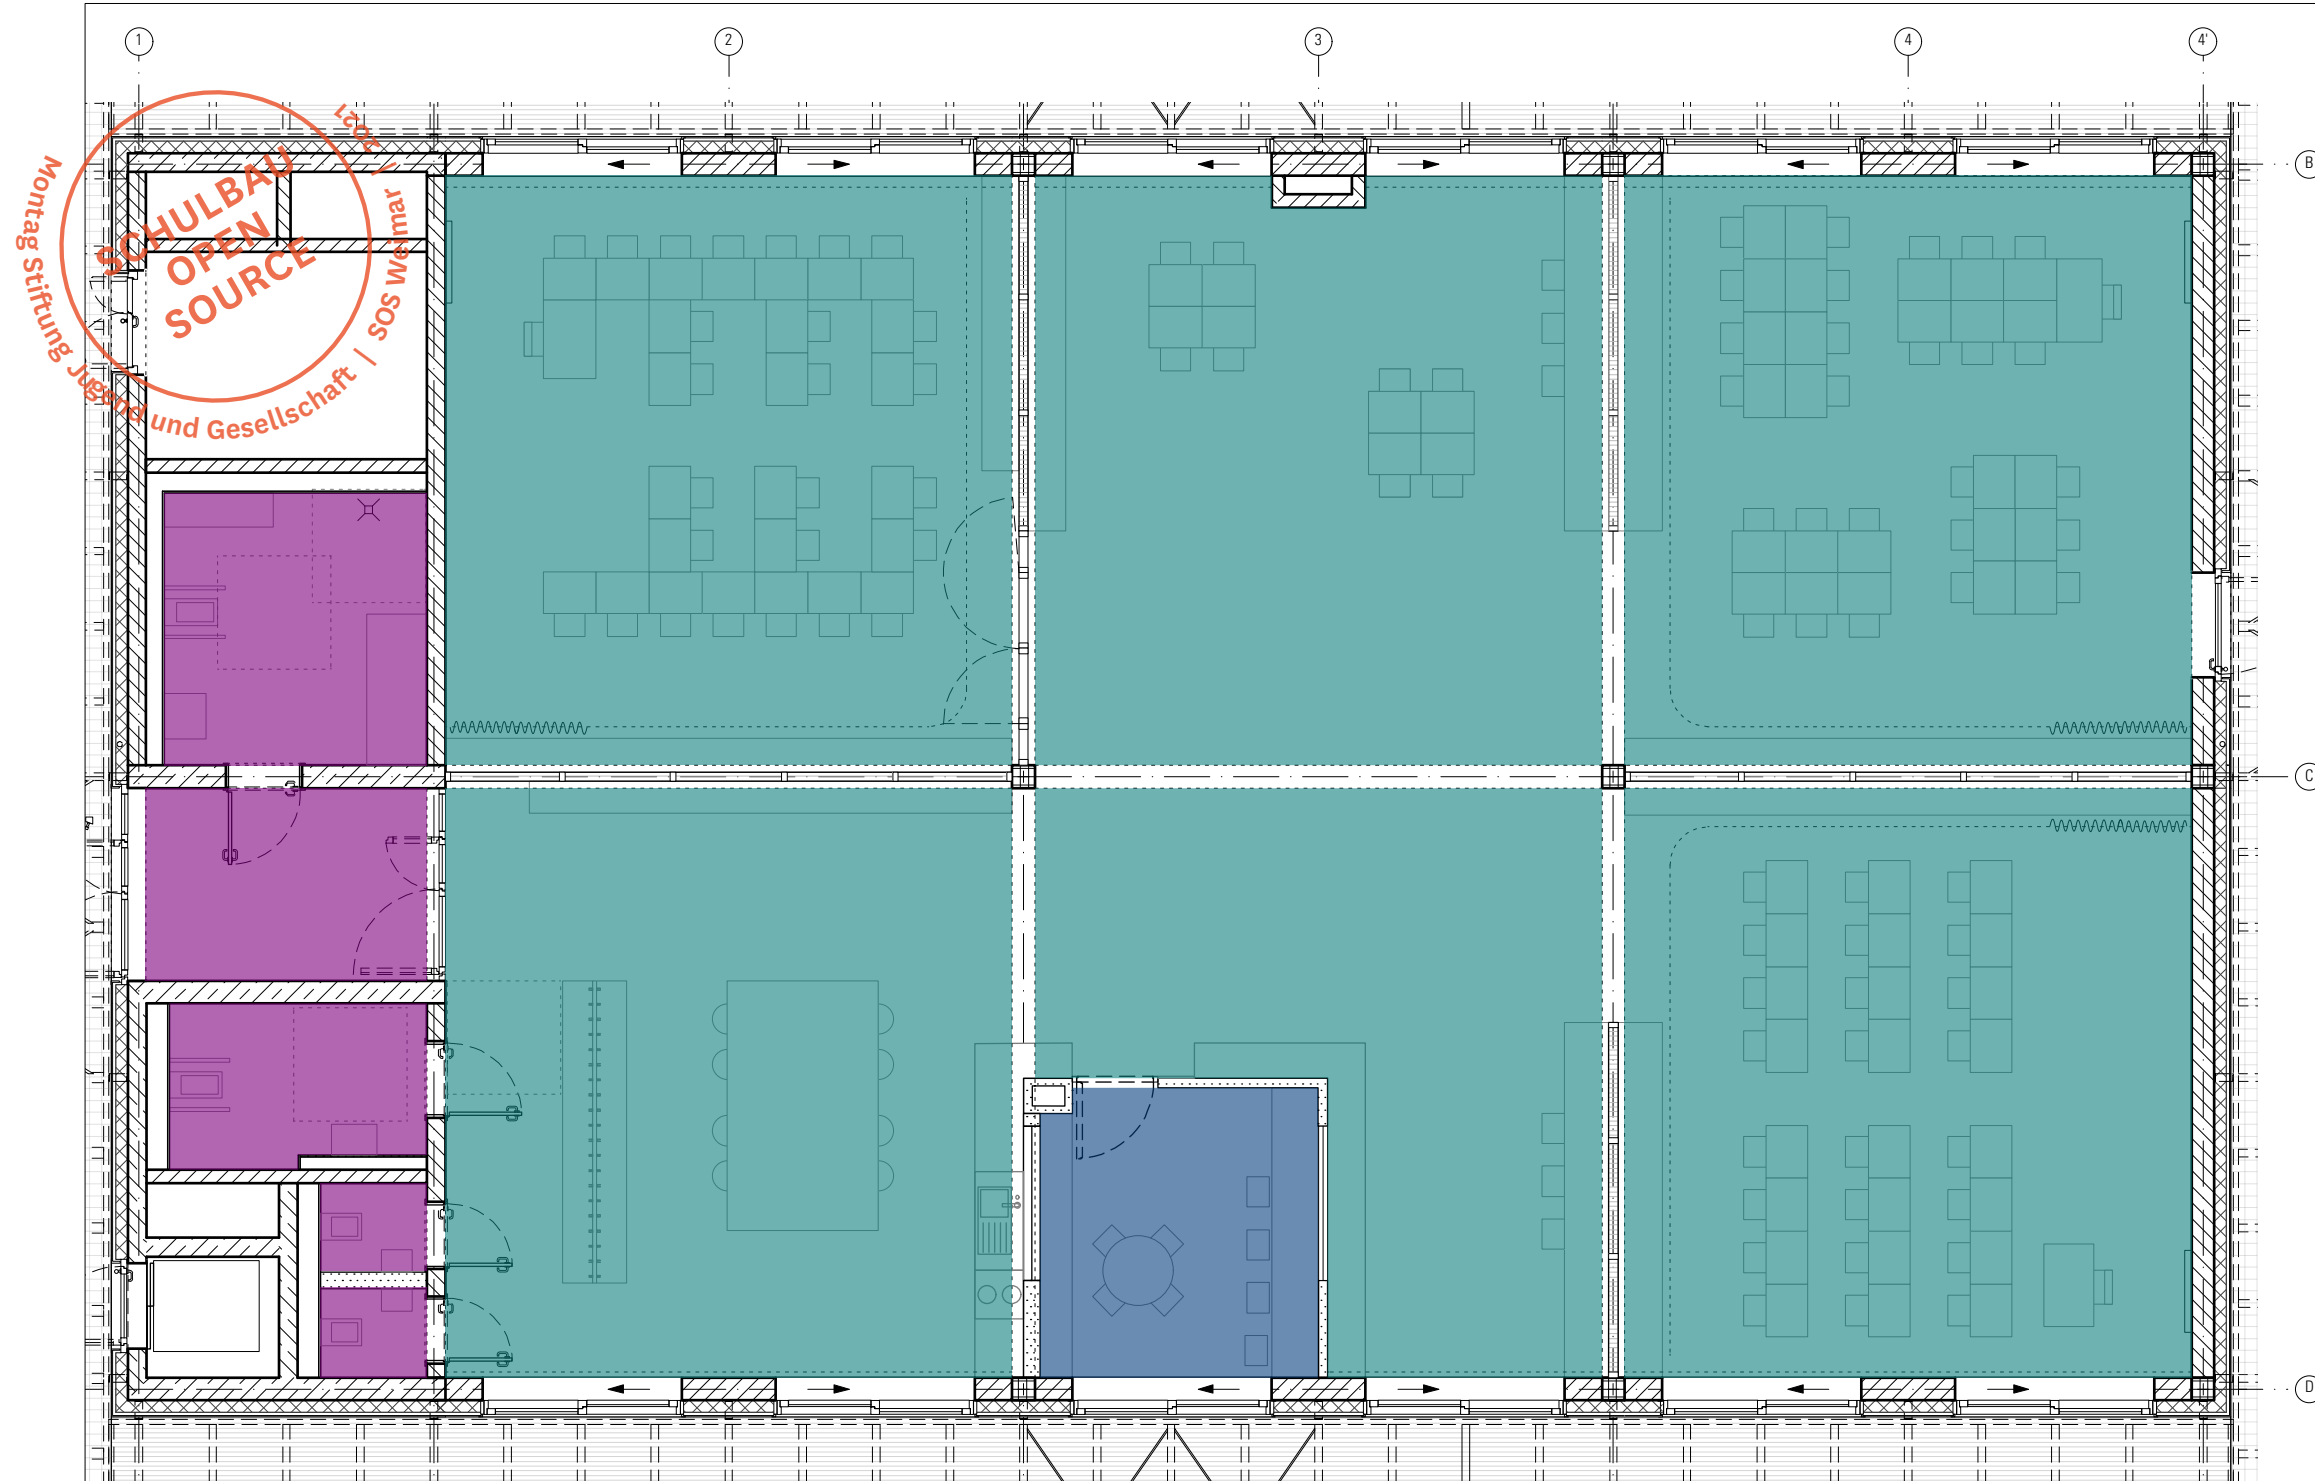 1
2
3
4
4'
B
C
D
SCHULBAU
OPEN
SOURCE
Montag Stiftung Jugend und Gesellschaft | SOS Weimar | 2021